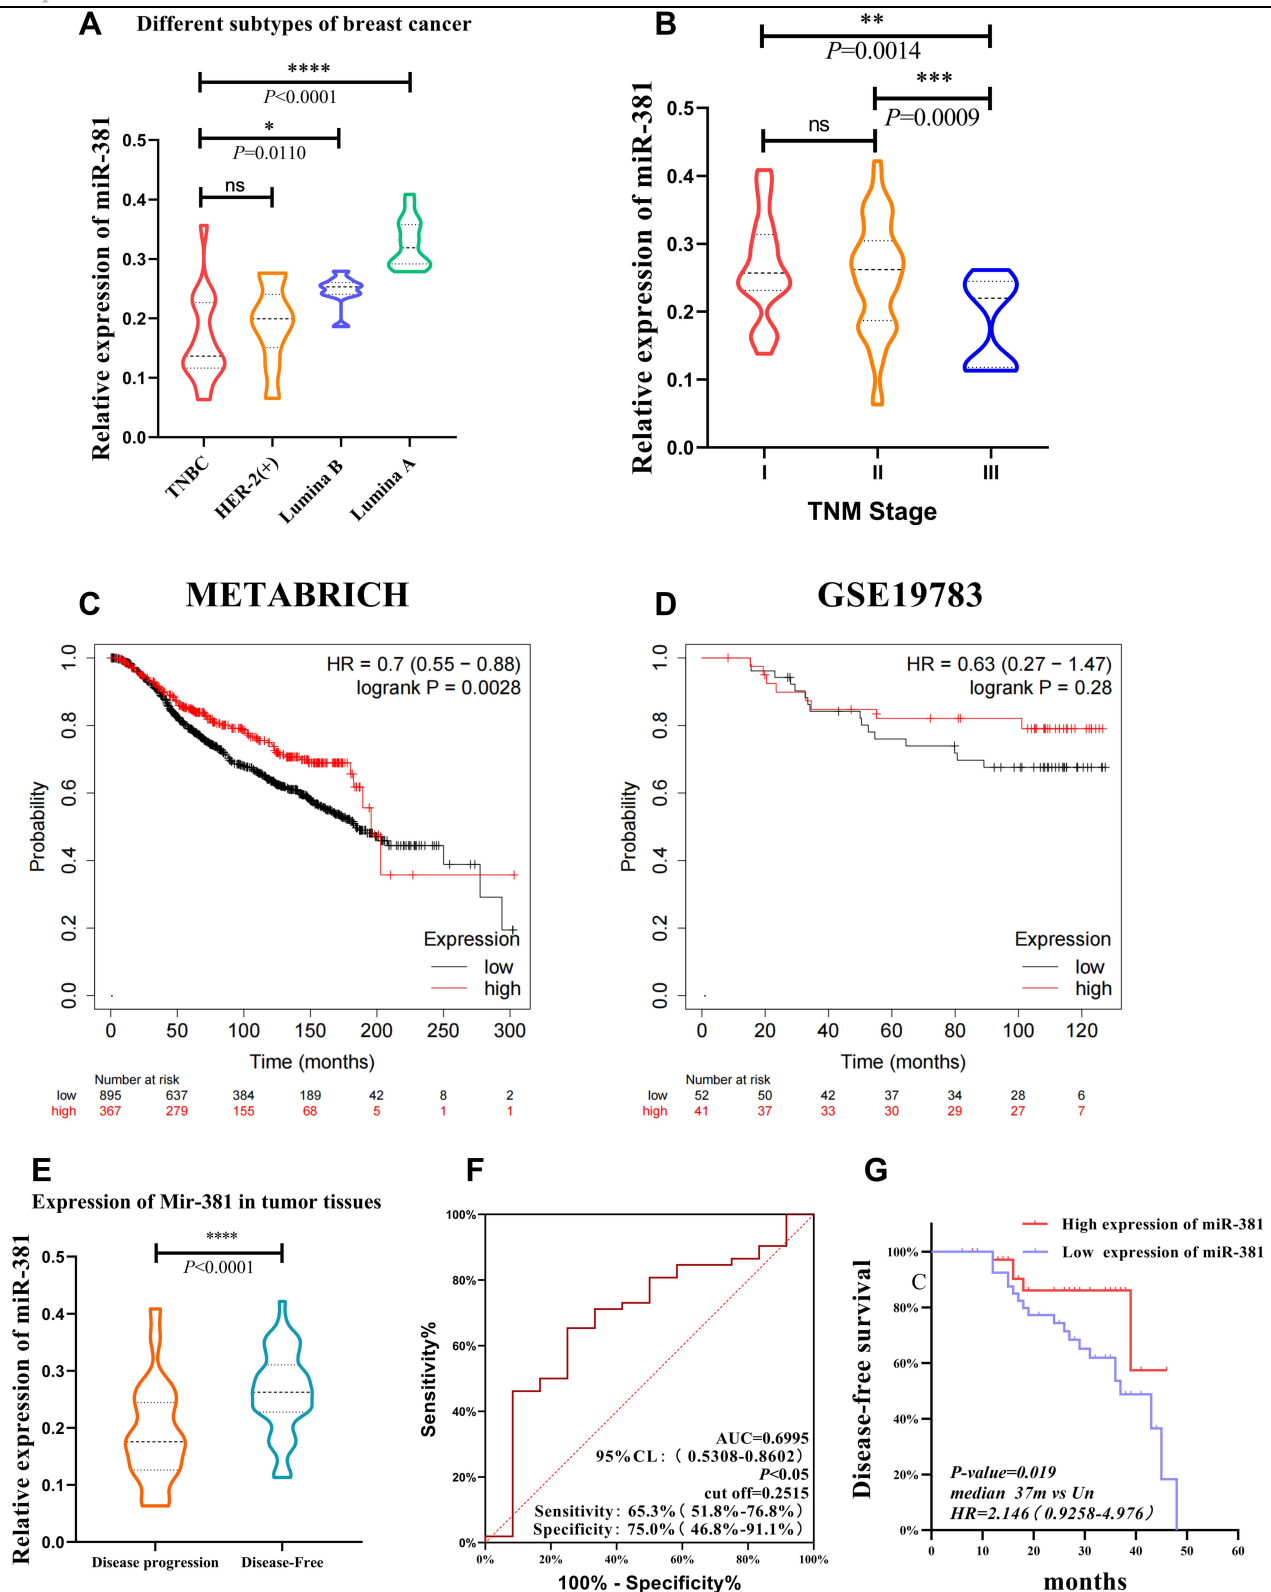 A
Different subtypes of breast cancer
****
P<0.0001
*
P=0.0110
ns
Relative expression of miR-381
0.5
0.4
0.3
0.2
0.1
0.0
TNBC
HER-2(+)
Lumina B
Lumina A
B
**
P=0.0014
***
P=0.0009
ns
Relative expression of miR-381
0.5
0.4
0.3
0.2
0.1
0.0
I
II
III
TNM Stage
C
METABRICH
HR = 0.7 (0.55 − 0.88)
logrank P = 0.0028
Probability
1.0
0.8
0.6
0.4
0.2
0.0
Expression
low
high
0 50 100 150 200 250 300
Time (months)
Number at risk
low 895 637 384 189 42 8 2
high 367 279 155 68 5 1 1
D
GSE19783
HR = 0.63 (0.27 − 1.47)
logrank P = 0.28
Probability
1.0
0.8
0.6
0.4
0.2
0.0
Expression
low
high
0 20 40 60 80 100 120
Time (months)
Number at risk
low 52 50 42 37 34 28 6
high 41 37 33 30 29 27 7
E
Expression of Mir-381 in tumor tissues
****
P<0.0001
Relative expression of miR-381
0.5
0.4
0.3
0.2
0.1
0.0
Disease progression
Disease-Free
F
Sensitivity%
100%
80%
60%
40%
20%
0%
AUC=0.6995
95%CL:（ 0.5308-0.8602）
P<0.05
cut off=0.2515
Sensitivity: 65.3%（ 51.8%-76.8%）
Specificity: 75.0%（ 46.8%-91.1%）
0% 20% 40% 60% 80% 100%
100% - Specificity%
G
High expression of miR-381
Low expression of miR-381
C
Disease-free survival
100%
80%
60%
40%
20%
0%
P-value=0.019
median 37m vs Un
HR=2.146（ 0.9258-4.976）
0 10 20 30 40 50 60
months